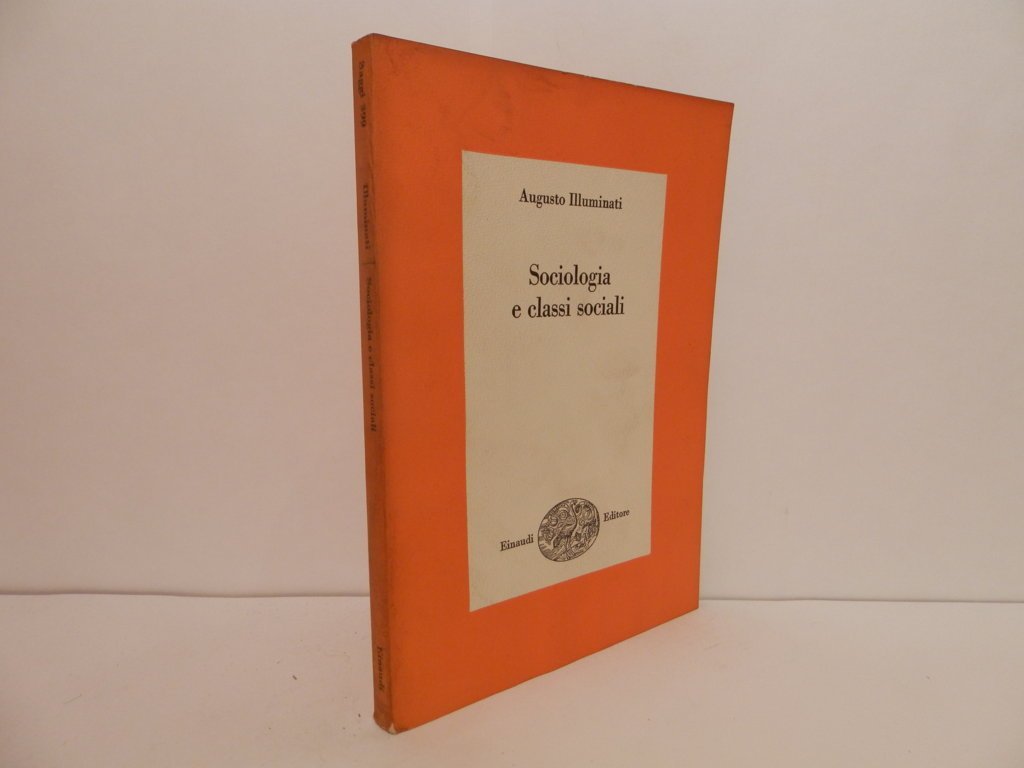 Augusto Illuminati
Sociologia
e classi sociali
Einaudi Editore
Saggi
Illuminati Sociologia e classi sociali
Einaudi